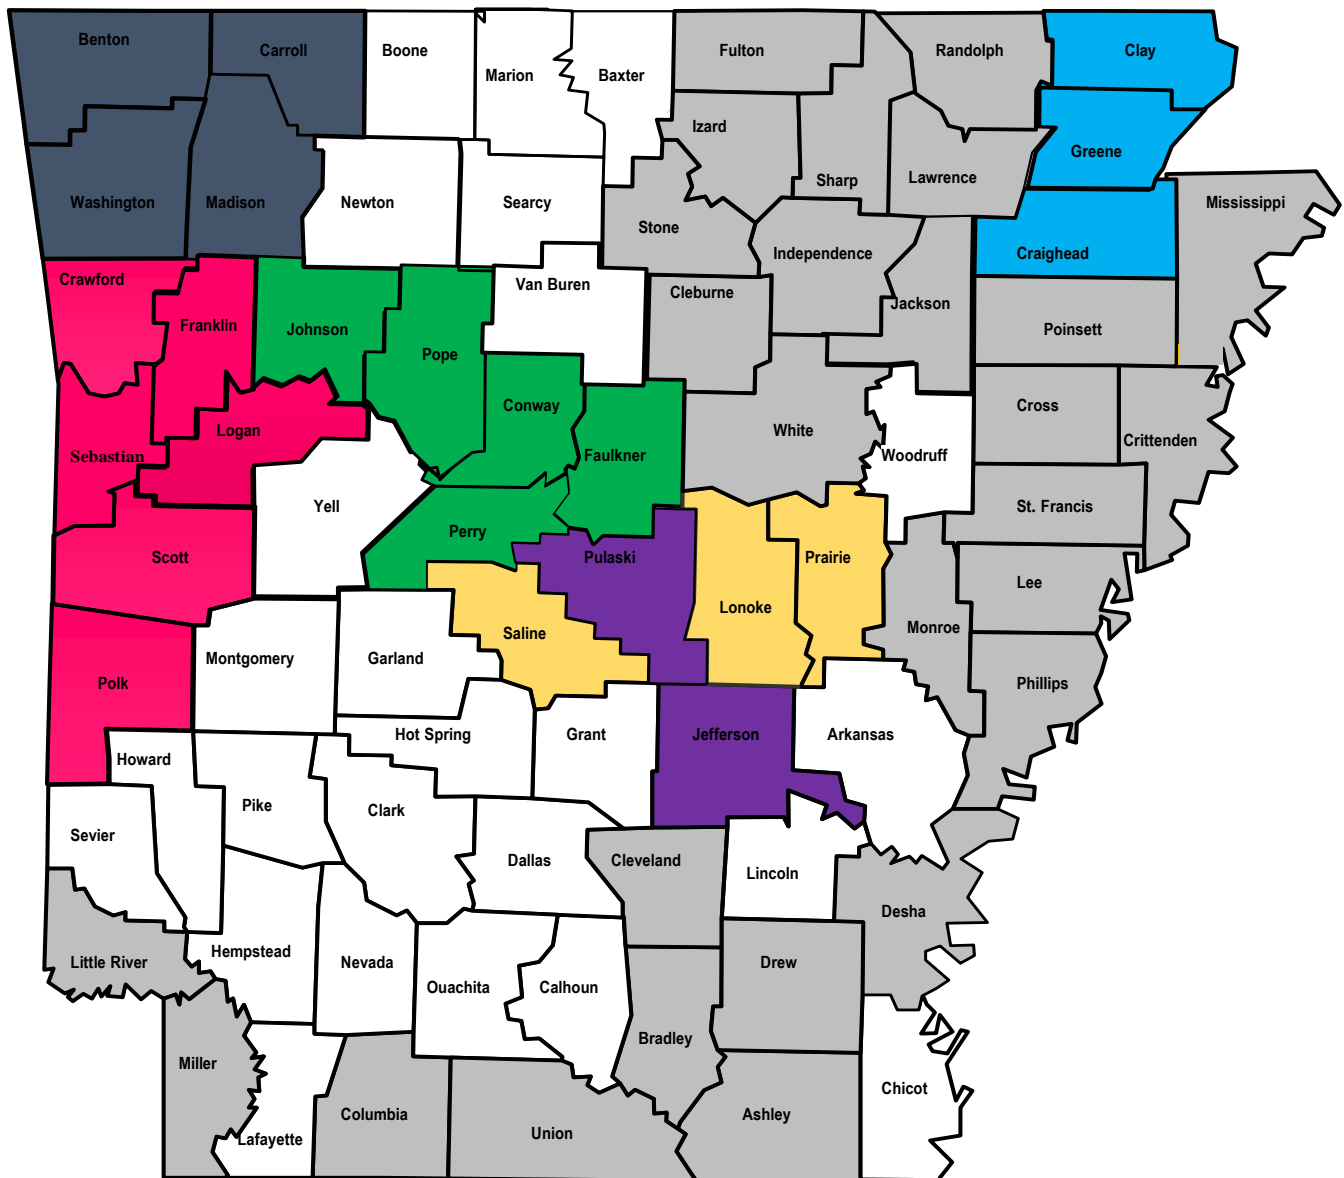 Benton
Carroll
Boone
Marion
Baxter
Fulton
Randolph
Clay
Izard
Greene
Sharp
Lawrence
Washington
Madison
Newton
Searcy
Stone
Mississippi
Independence
Craighead
Crawford
Van Buren
Cleburne
Jackson
Franklin
Johnson
Pope
Poinsett
Conway
Cross
Logan
White
Crittenden
Sebastian
Faulkner
Woodruff
Yell
St. Francis
Perry
Scott
Pulaski
Prairie
Lee
Lonoke
Saline
Monroe
Montgomery
Garland
Polk
Phillips
Hot Spring
Grant
Jefferson
Arkansas
Howard
Pike
Clark
Sevier
Dallas
Cleveland
Lincoln
Desha
Hempstead
Little River
Nevada
Drew
Ouachita
Calhoun
Bradley
Miller
Chicot
Columbia
Ashley
Union
Lafayette